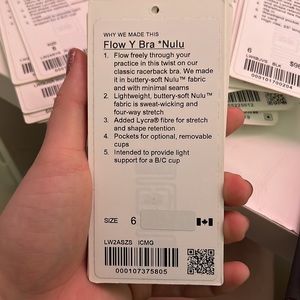 WHY WE MADE THIS
Flow Y Bra *Nulu
1. Flow freely through your
practice in this twist on our
classic racerback bra. We made
it in buttery-soft Nulu™ fabric
and with minimal seams
2. Lightweight, buttery-soft Nulu™
fabric is sweat-wicking and
four-way stretch
3. Added Lycra® fibre for stretch
and shape retention
4. Pockets for optional, removable
cups
5. Intended to provide light
support for a B/C cup
SIZE 6
LW2ASZS ICMG
000107375805
6
6